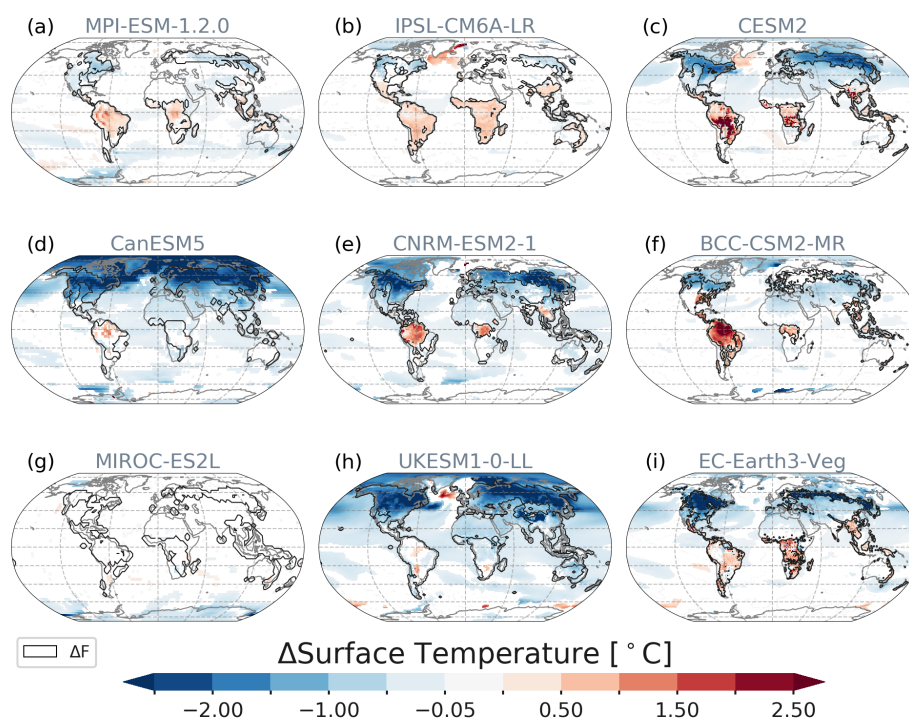 (a) MPI-ESM-1.2.0
(b) IPSL-CM6A-LR
(c) CESM2
(d) CanESM5
(e) CNRM-ESM2-1
(f) BCC-CSM2-MR
(g) MIROC-ES2L
(h) UKESM1-0-LL
(i) EC-Earth3-Veg
ΔF
ΔSurface Temperature [°C]
−2.00 −1.00 −0.05 0.50 1.50 2.50